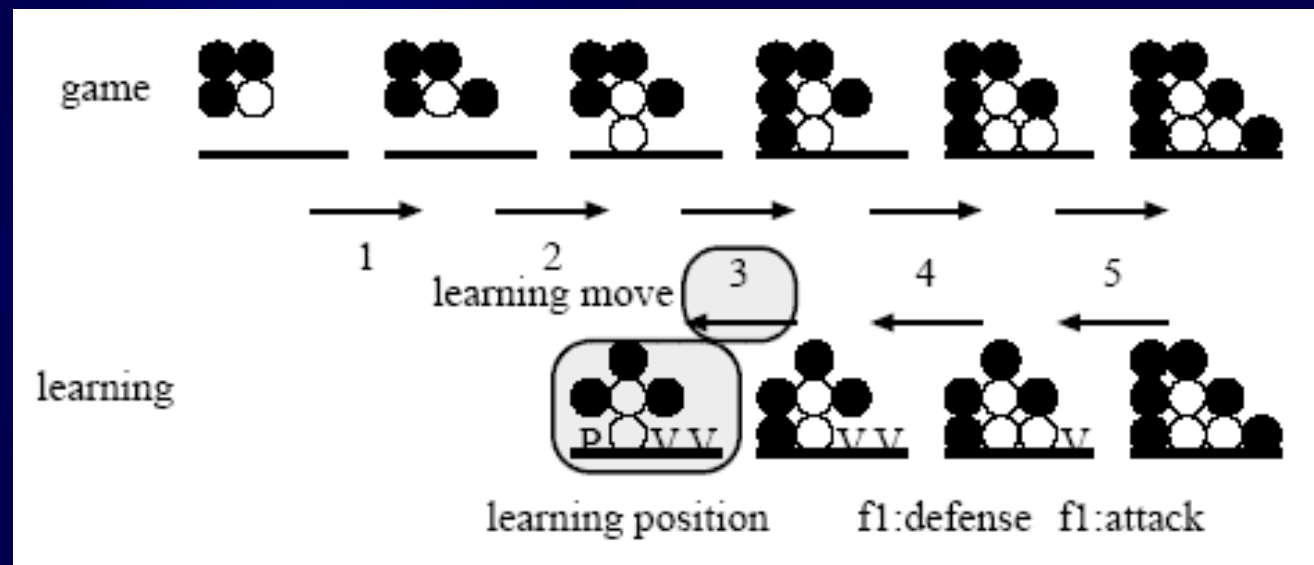 game
1 2 3 4 5
learning move
learning
P V V V V V
learning position f1:defense f1:attack